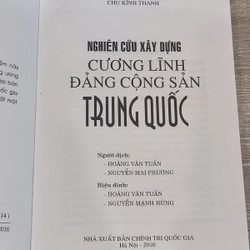 CHU KÍNH THANH
NGHIÊN CỨU XÂY DỰNG
CƯƠNG LĨNH
ĐẢNG CỘNG SẢN
TRUNG QUỐC
Người dịch:
- HOÀNG VĂN TUẤN
- NGUYỄN MAI PHƯƠNG
Hiệu đính:
- HOÀNG VĂN TUẤN
- NGUYỄN MẠNH HÙNG
NHÀ XUẤT BẢN CHÍNH TRỊ QUỐC GIA
Hà Nội - 2010